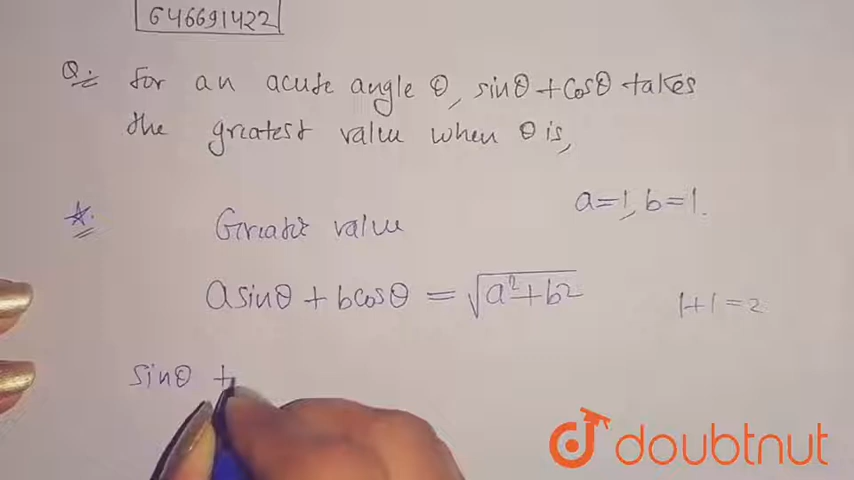 646691422
Q. For an acute angle θ, sinθ + cosθ takes
the greatest value when θ is,
a=1, b=1.
Greatest value
asinθ + bcosθ = √a²+b²
1+1=2
sinθ +
doubtnut